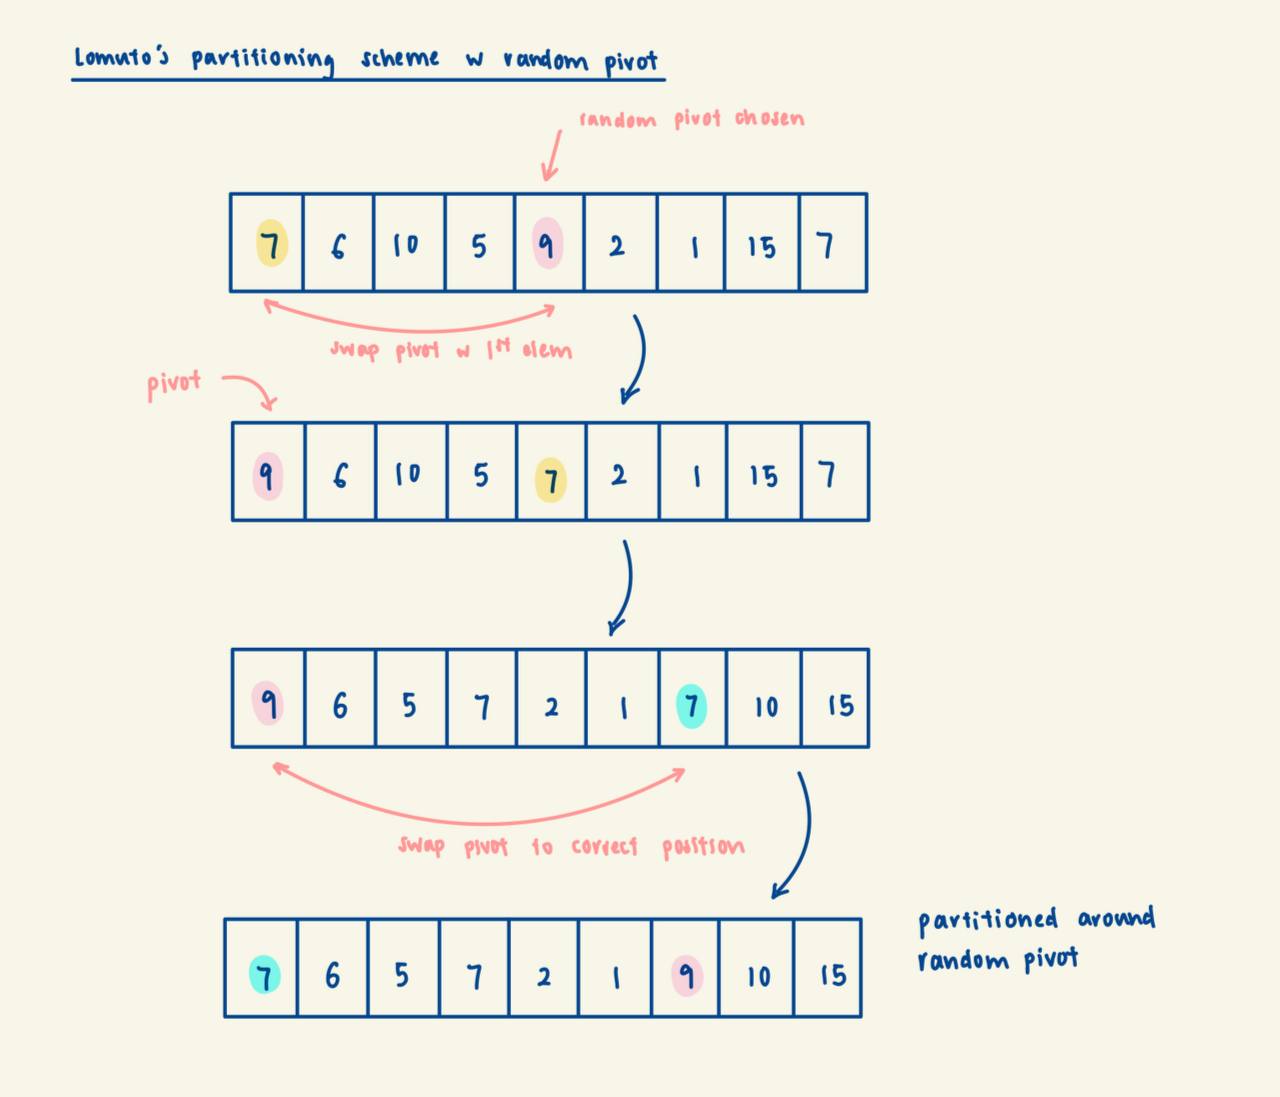 Lomuto's partitioning scheme w random pivot
random pivot chosen
7 6 10 5 9 2 1 15 7
swap pivot w 1st elem
pivot
9 6 10 5 7 2 1 15 7
9 6 5 7 2 1 7 10 15
swap pivot to correct position
7 6 5 7 2 1 9 10 15
partitioned around
random pivot